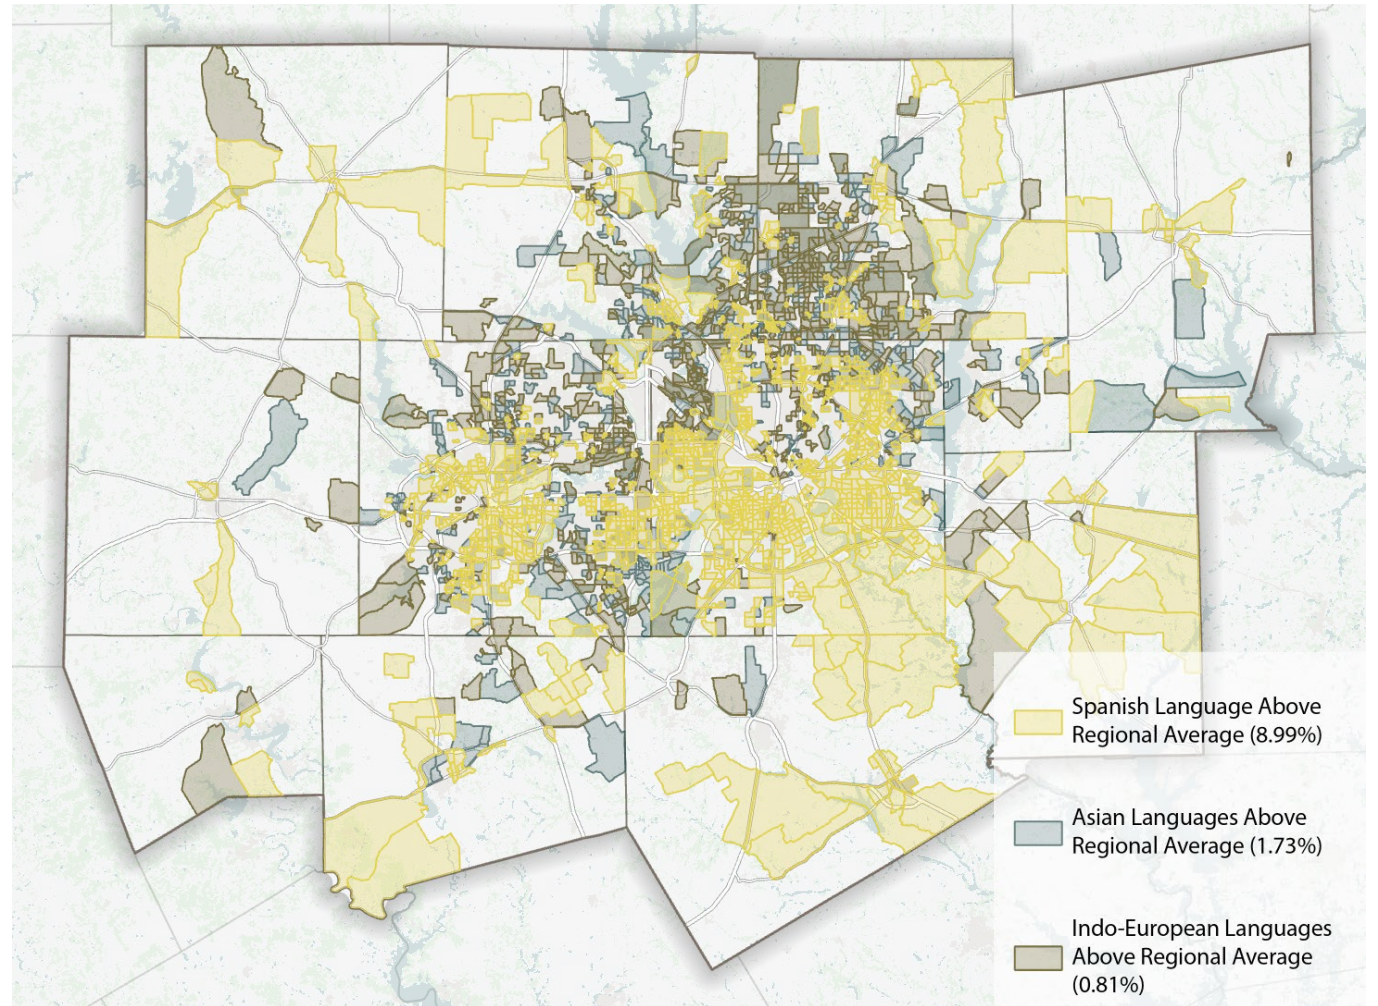 Spanish Language Above
Regional Average (8.99%)
Asian Languages Above
Regional Average (1.73%)
Indo-European Languages
Above Regional Average
(0.81%)